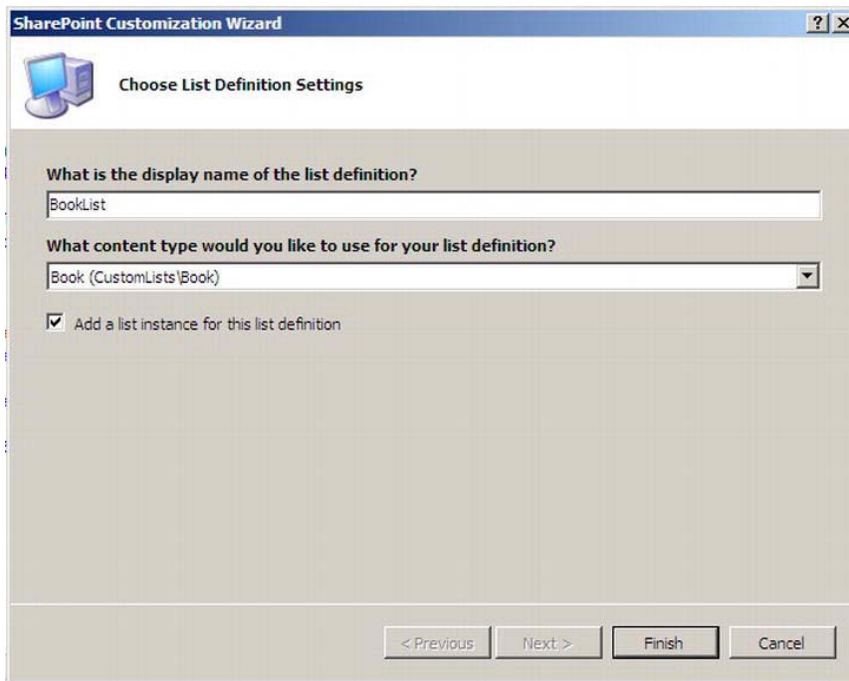 SharePoint Customization Wizard
Choose List Definition Settings
What is the display name of the list definition?
BookList
What content type would you like to use for your list definition?
Book (CustomLists\Book)
Add a list instance for this list definition
< Previous Next > Finish Cancel